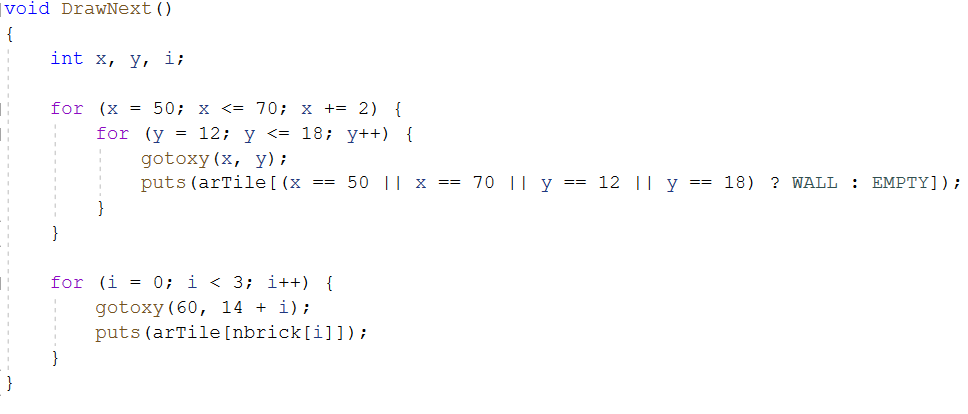 void DrawNext()
{
    int x, y, i;

    for (x = 50; x <= 70; x += 2) {
        for (y = 12; y <= 18; y++) {
            gotoxy(x, y);
            puts(arTile[(x == 50 || x == 70 || y == 12 || y == 18) ? WALL : EMPTY]);
        }
    }

    for (i = 0; i < 3; i++) {
        gotoxy(60, 14 + i);
        puts(arTile[nbrick[i]]);
    }
}